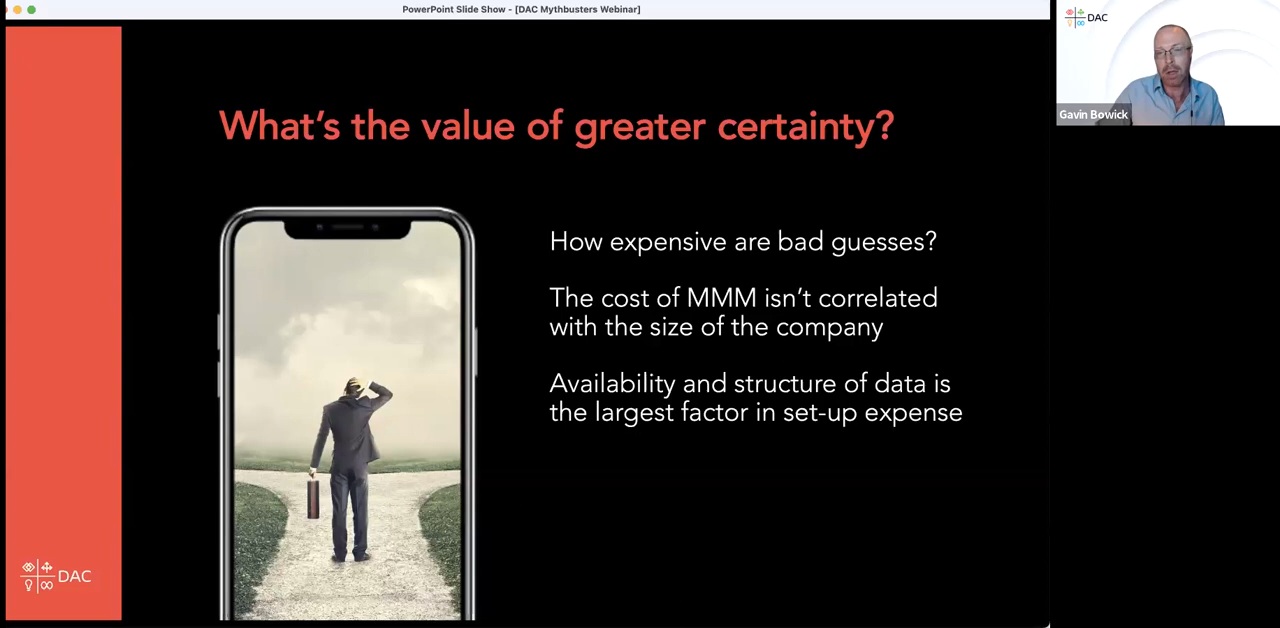 PowerPoint Slide Show - [DAC Mythbusters Webinar]
DAC
Gavin Bowick
What's the value of greater certainty?
How expensive are bad guesses?
The cost of MMM isn't correlated
with the size of the company
Availability and structure of data is
the largest factor in set-up expense
DAC